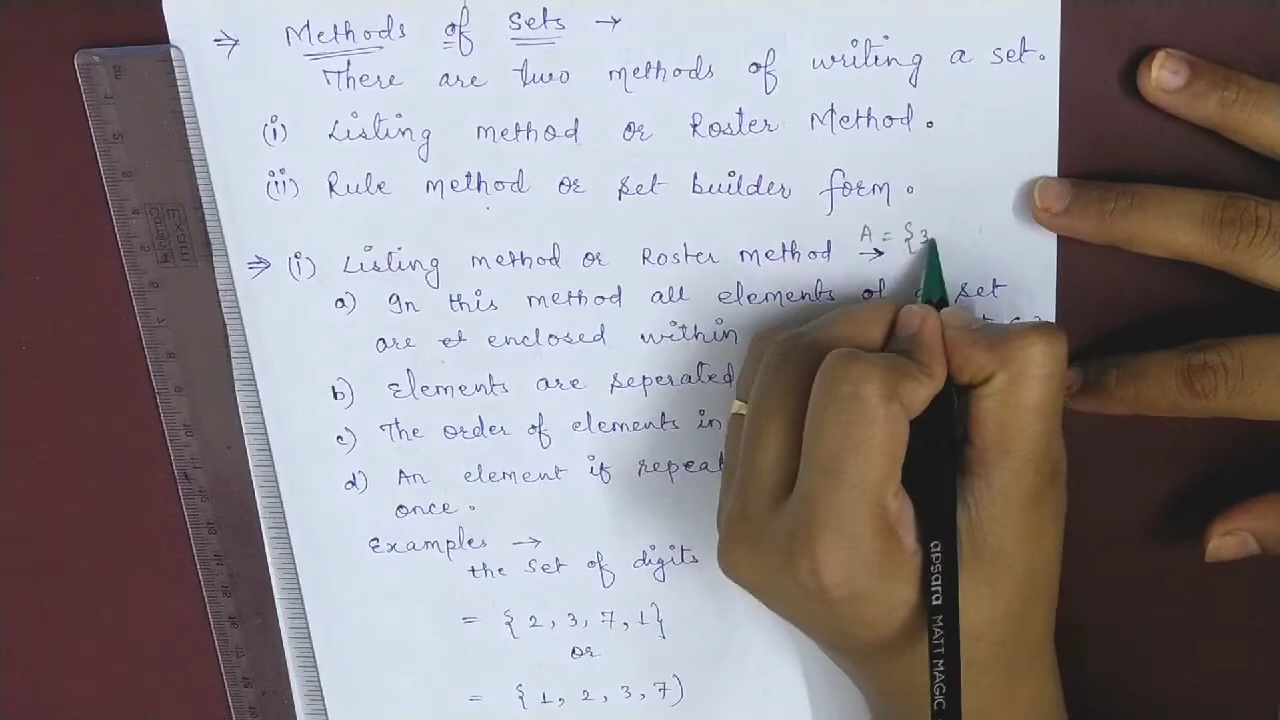 ⇒ Methods of Sets →
There are two methods of writing a set.
(i) Listing method or Roster Method.
(ii) Rule method or set builder form.
A = {3
⇒ (i) Listing method or Roster method →
a) In this method all elements of a set
are et enclosed within
b) Elements are seperated
c) The order of elements in
d) An element if repeat
once.
Examples →
the set of digits
= {2, 3, 7, 1}
or
= {1, 2, 3, 7)
Exam
apsara MATT MAGIC